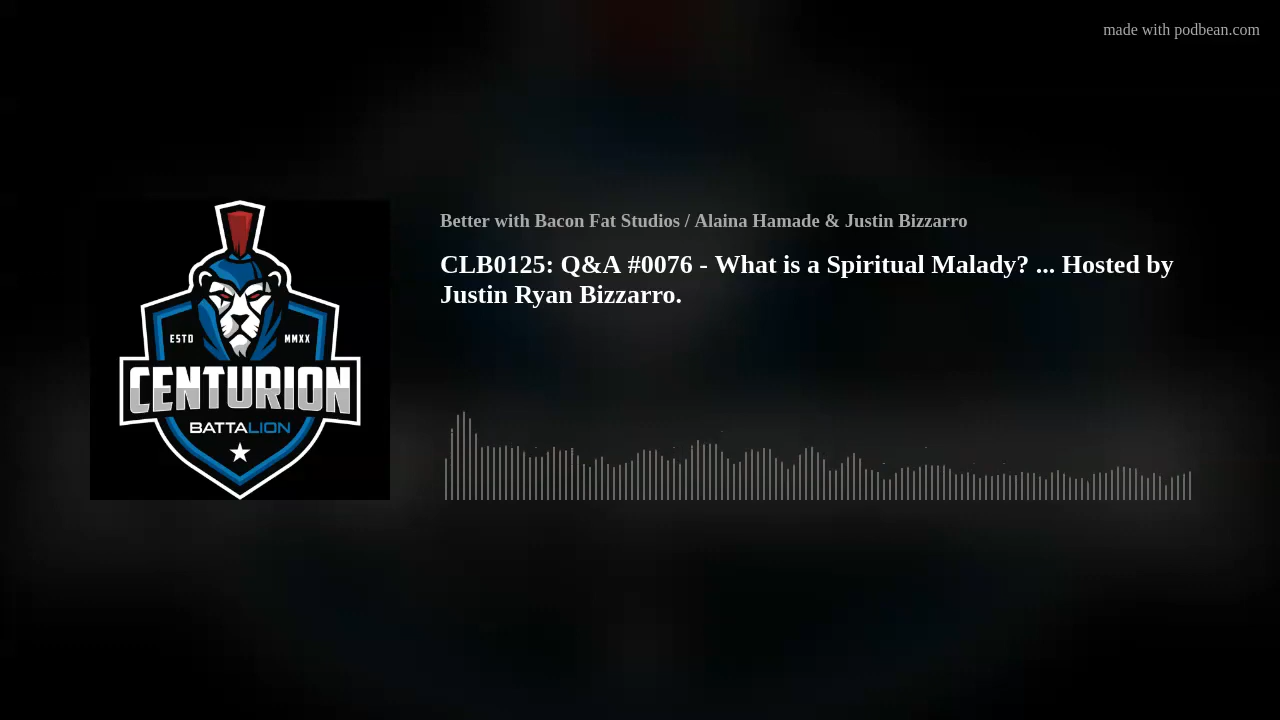 made with podbean.com
Better with Bacon Fat Studios / Alaina Hamade & Justin Bizzarro
CLB0125: Q&A #0076 - What is a Spiritual Malady? ... Hosted by
Justin Ryan Bizzarro.
ESTD MMXX
CENTURION
BATTALION